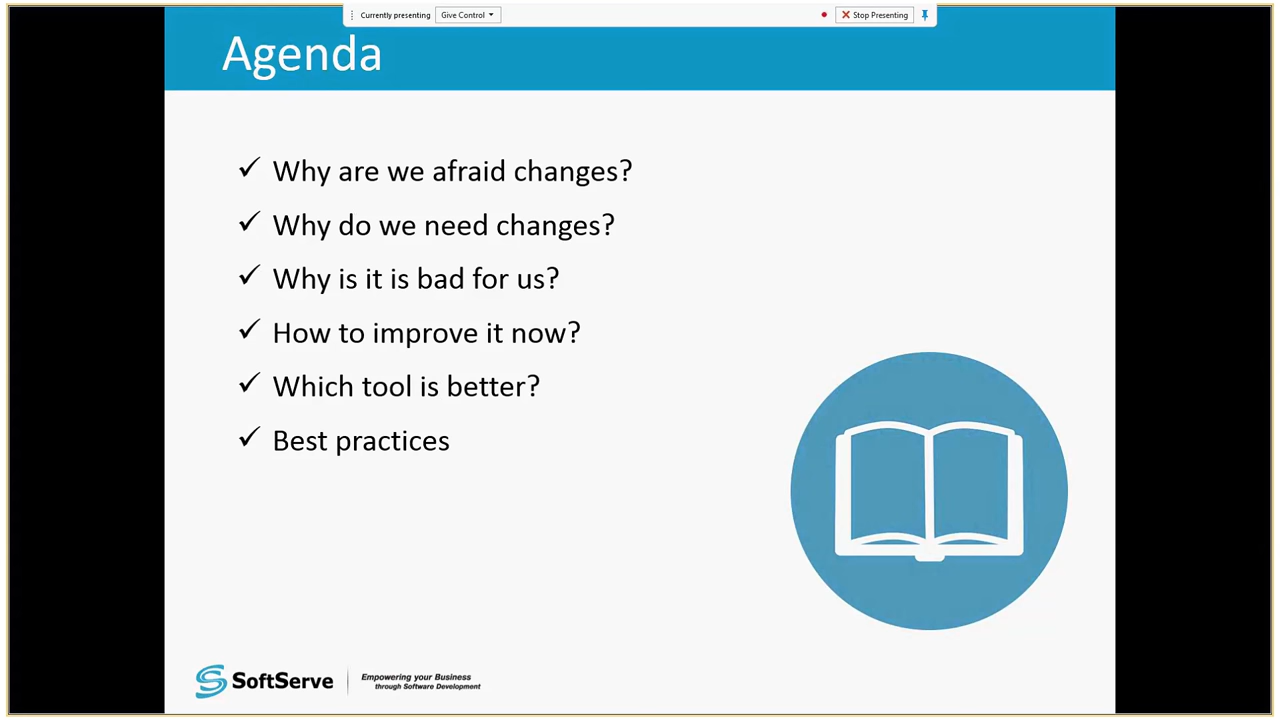 Currently presenting Give Control Stop Presenting
Agenda
Why are we afraid changes?
Why do we need changes?
Why is it is bad for us?
How to improve it now?
Which tool is better?
Best practices
SoftServe
Empowering your Business
through Software Development